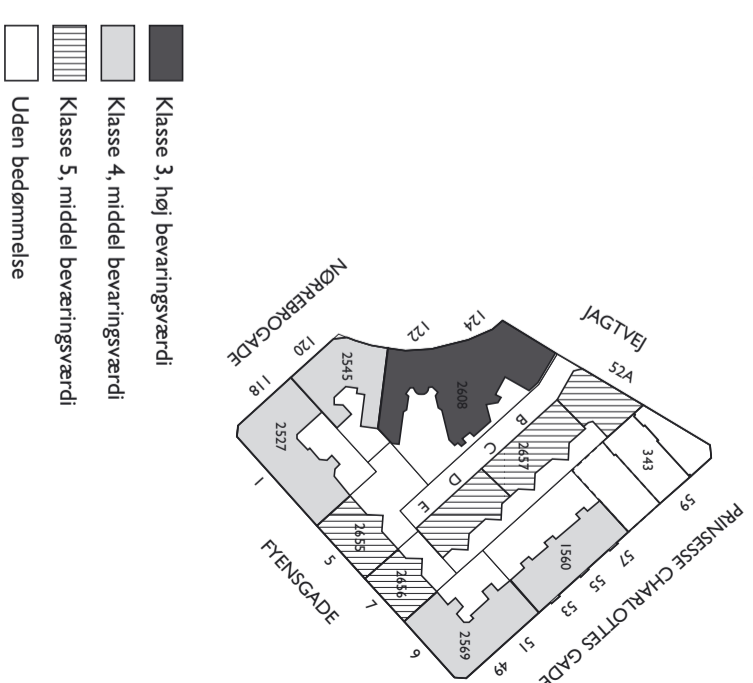 Klasse 3, høj bevaringsværdi
Klasse 4, middel bevaringsværdi
Klasse 5, middel beværingsværdi
Uden bedømmelse
NØRREBROGADE
JAGTVEJ
118
120
122
124
52A
2545
2608
2527
B
C
D
E
2657
343
59
PRINSESSE CHARLOTTES GADE
57
55
53
51
49
1560
1
5
7
9
2655
2656
2569
FYENSGADE